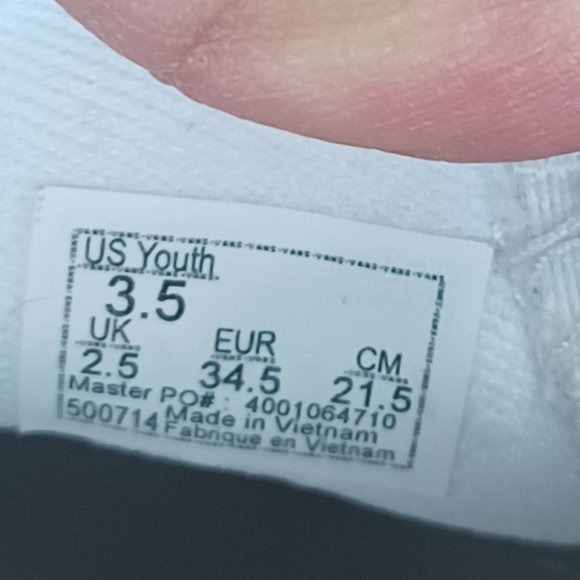 US Youth
3.5
UK EUR CM
2.5 34.5 21.5
Master PO# : 4001064710
500714 Made in Vietnam
Fabrique en Vietnam